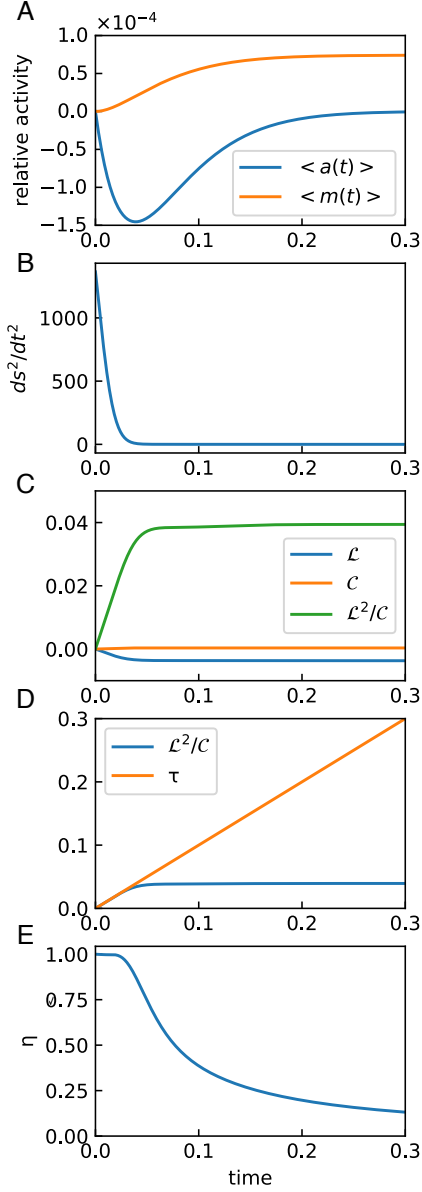 A
×10⁻⁴
1.0
0.5
0.0
−0.5
−1.0
−1.5
relative activity
< a(t) >
< m(t) >
0.0 0.1 0.2 0.3
B
1000
500
0
ds²/dt²
0.0 0.1 0.2 0.3
C
0.04
0.02
0.00
ℒ
𝒞
ℒ²/𝒞
0.0 0.1 0.2 0.3
D
0.3
0.2
0.1
0.0
ℒ²/𝒞
τ
0.0 0.1 0.2 0.3
E
1.00
0.75
0.50
0.25
0.00
η
0.0 0.1 0.2 0.3
time